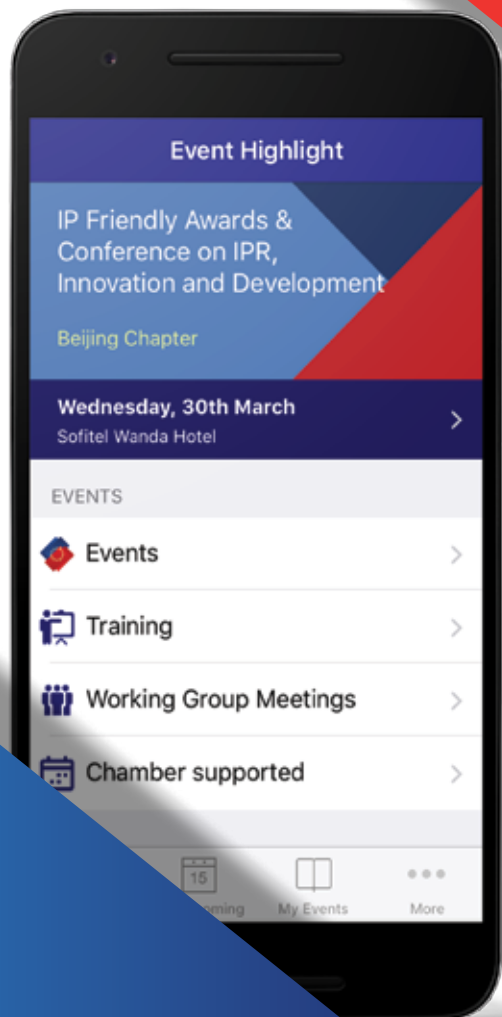 Event Highlight
IP Friendly Awards &
Conference on IPR,
Innovation and Development
Beijing Chapter
Wednesday, 30th March
Sofitel Wanda Hotel
EVENTS
Events
Training
Working Group Meetings
Chamber supported
15
My Events
More